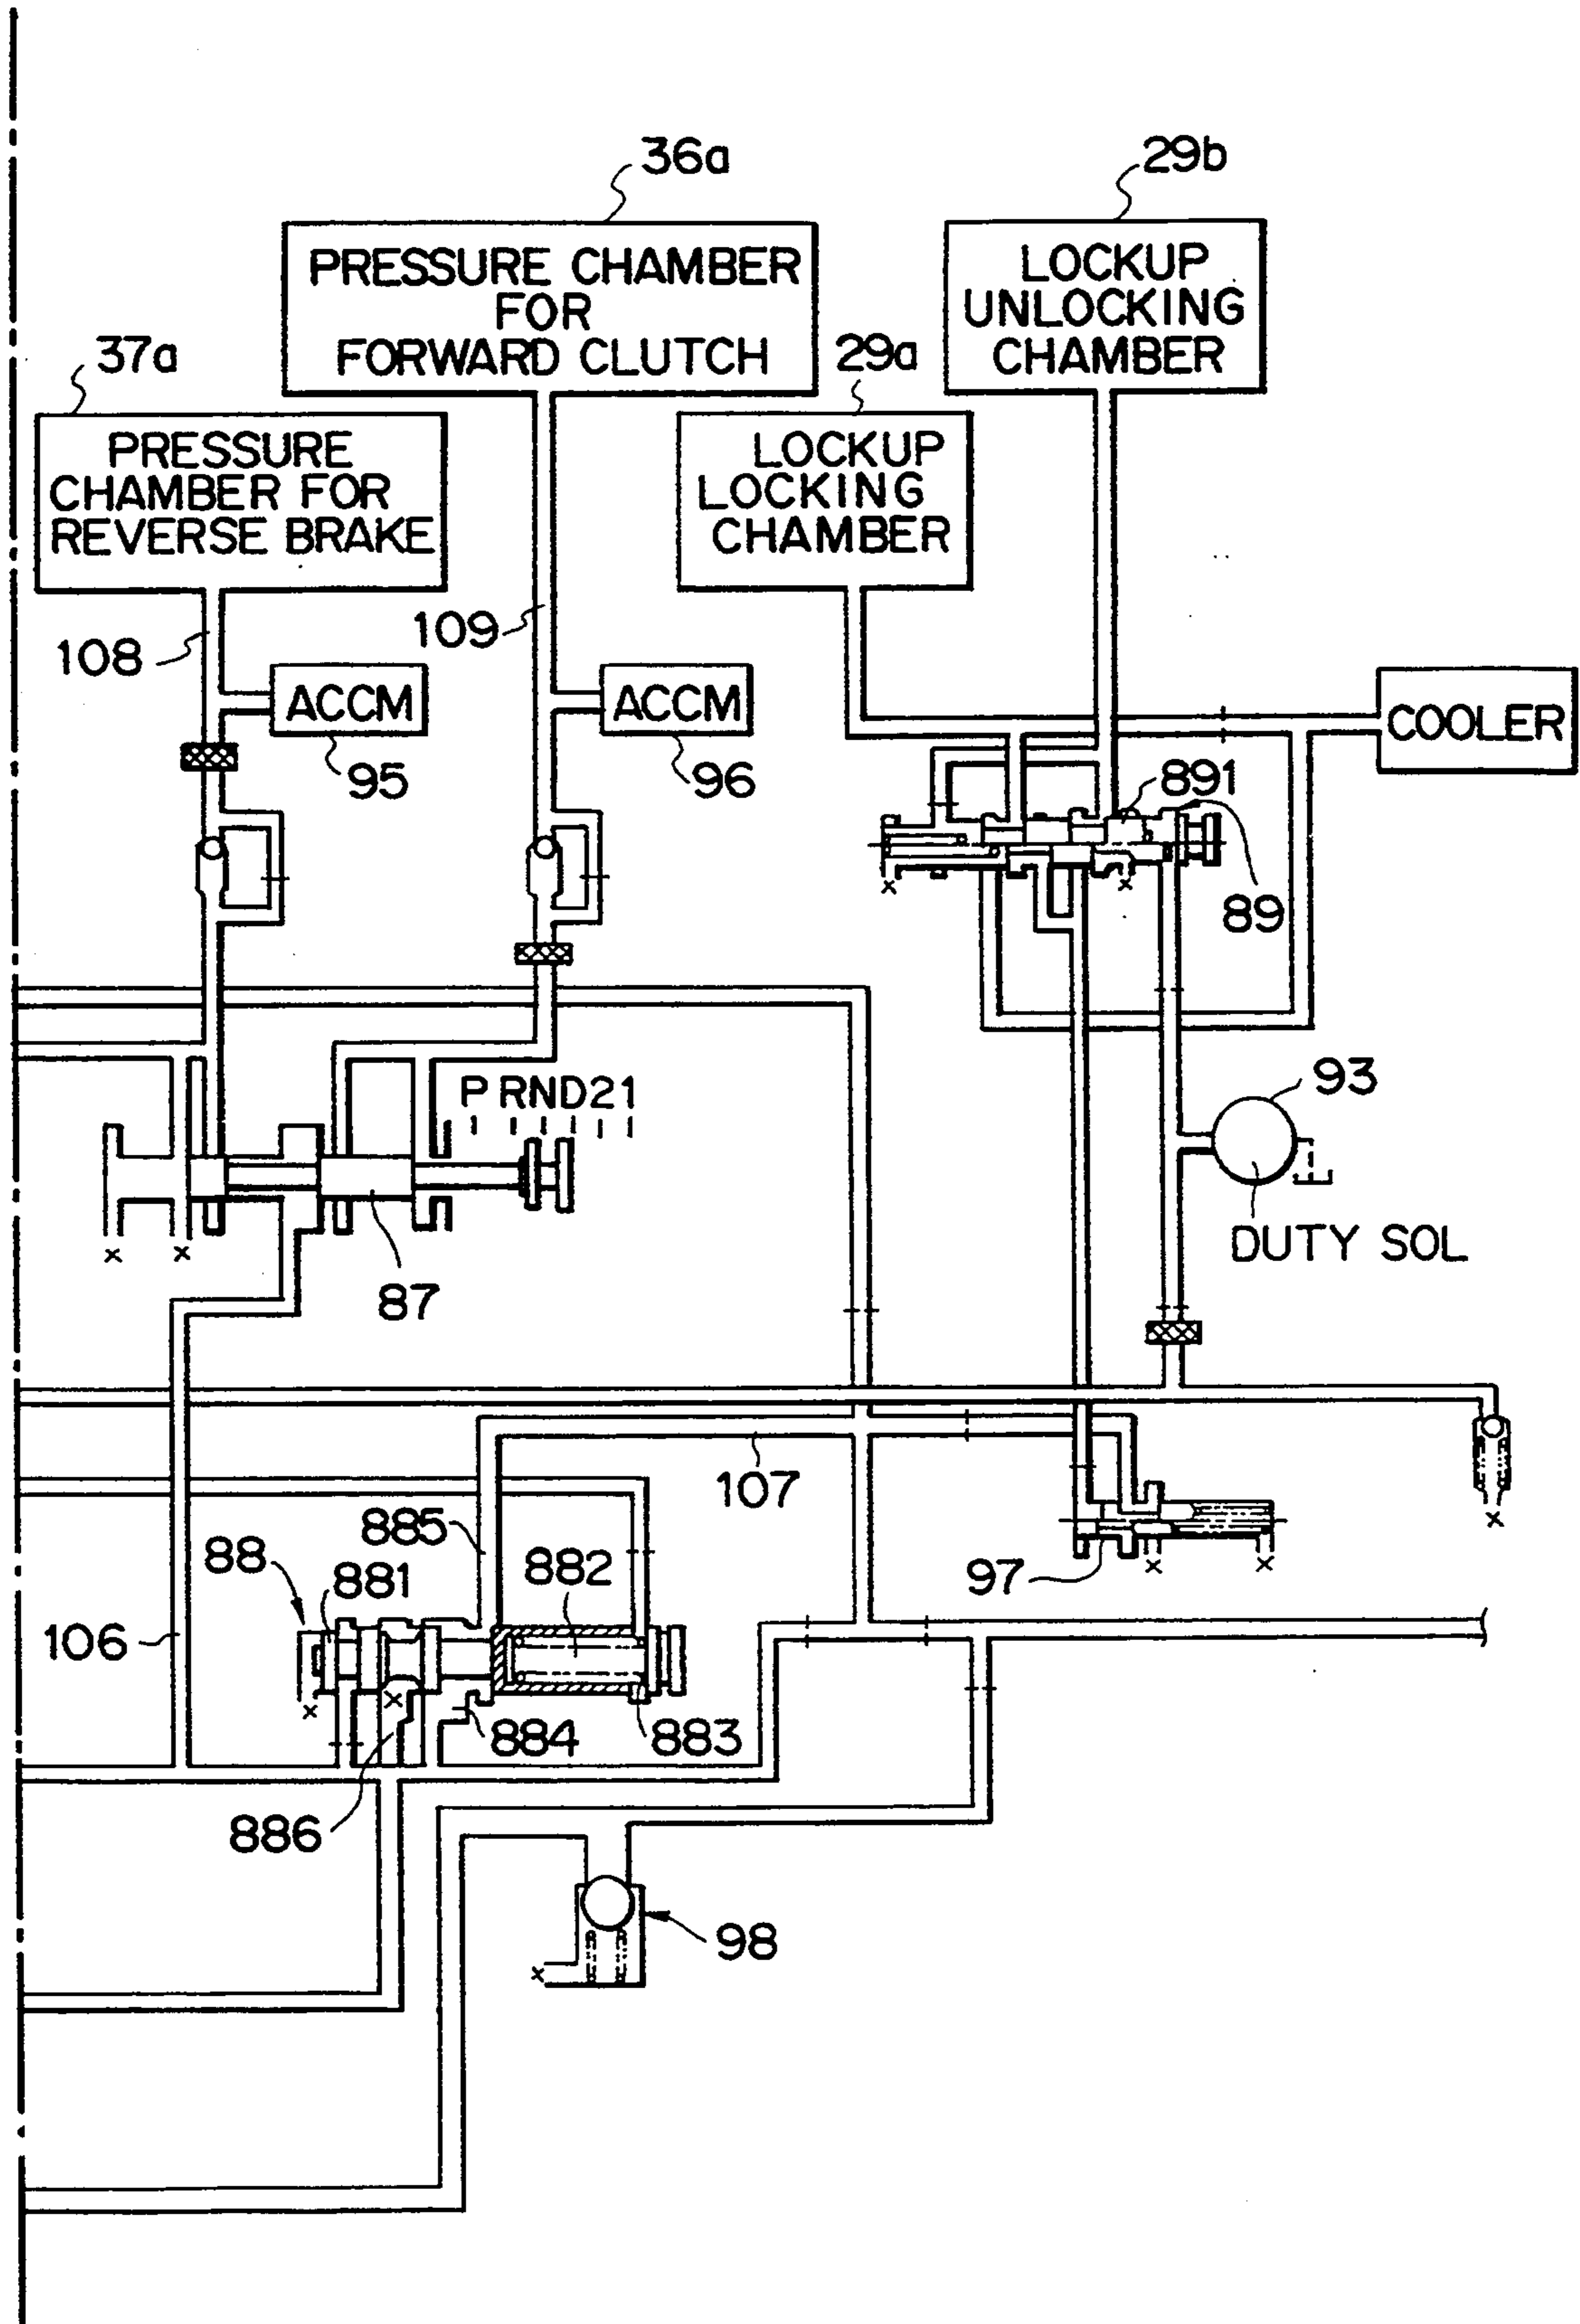 36a
29b
PRESSURE CHAMBER
FOR
FORWARD CLUTCH
LOCKUP
UNLOCKING
CHAMBER
37a
29a
PRESSURE
CHAMBER FOR
REVERSE BRAKE
LOCKUP
LOCKING
CHAMBER
108
109
ACCM
ACCM
COOLER
95
96
891
89
x
x
P R N D 2 1
93
x
x
DUTY SOL
87
107
885
x
88
881
882
97
x
x
106
x
x
884
883
886
98
x